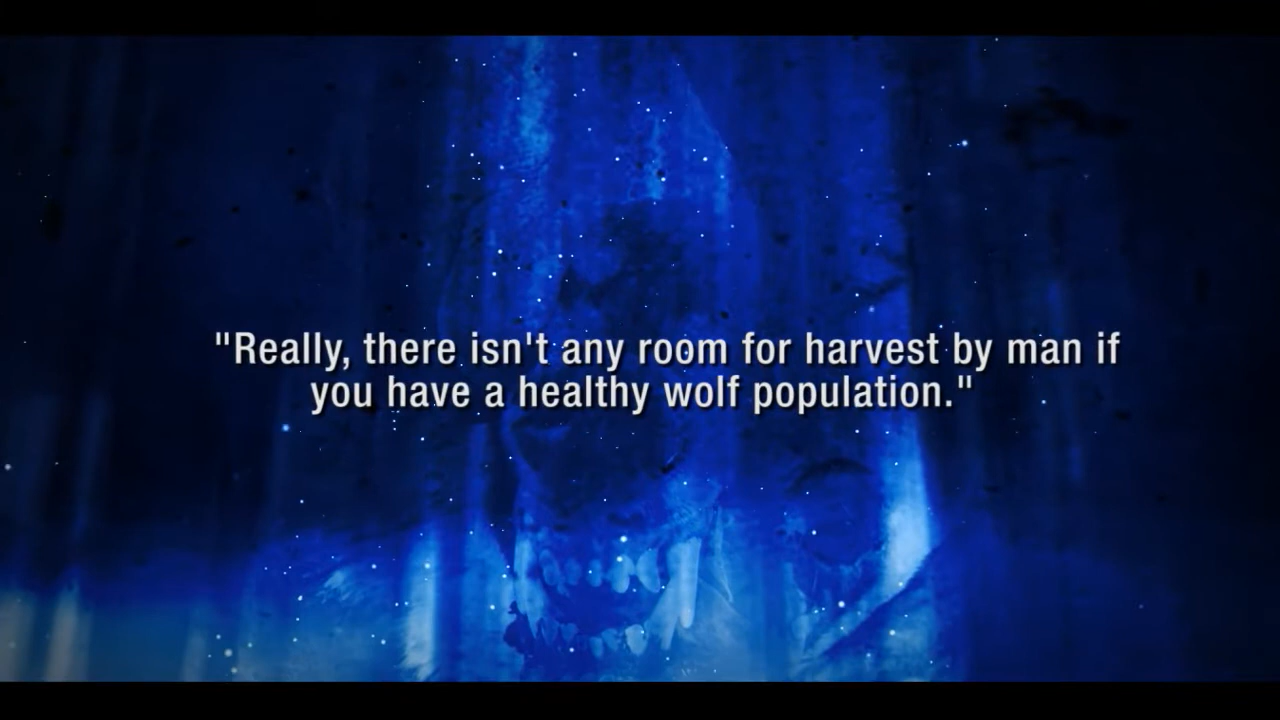 "Really, there isn't any room for harvest by man if
you have a healthy wolf population."